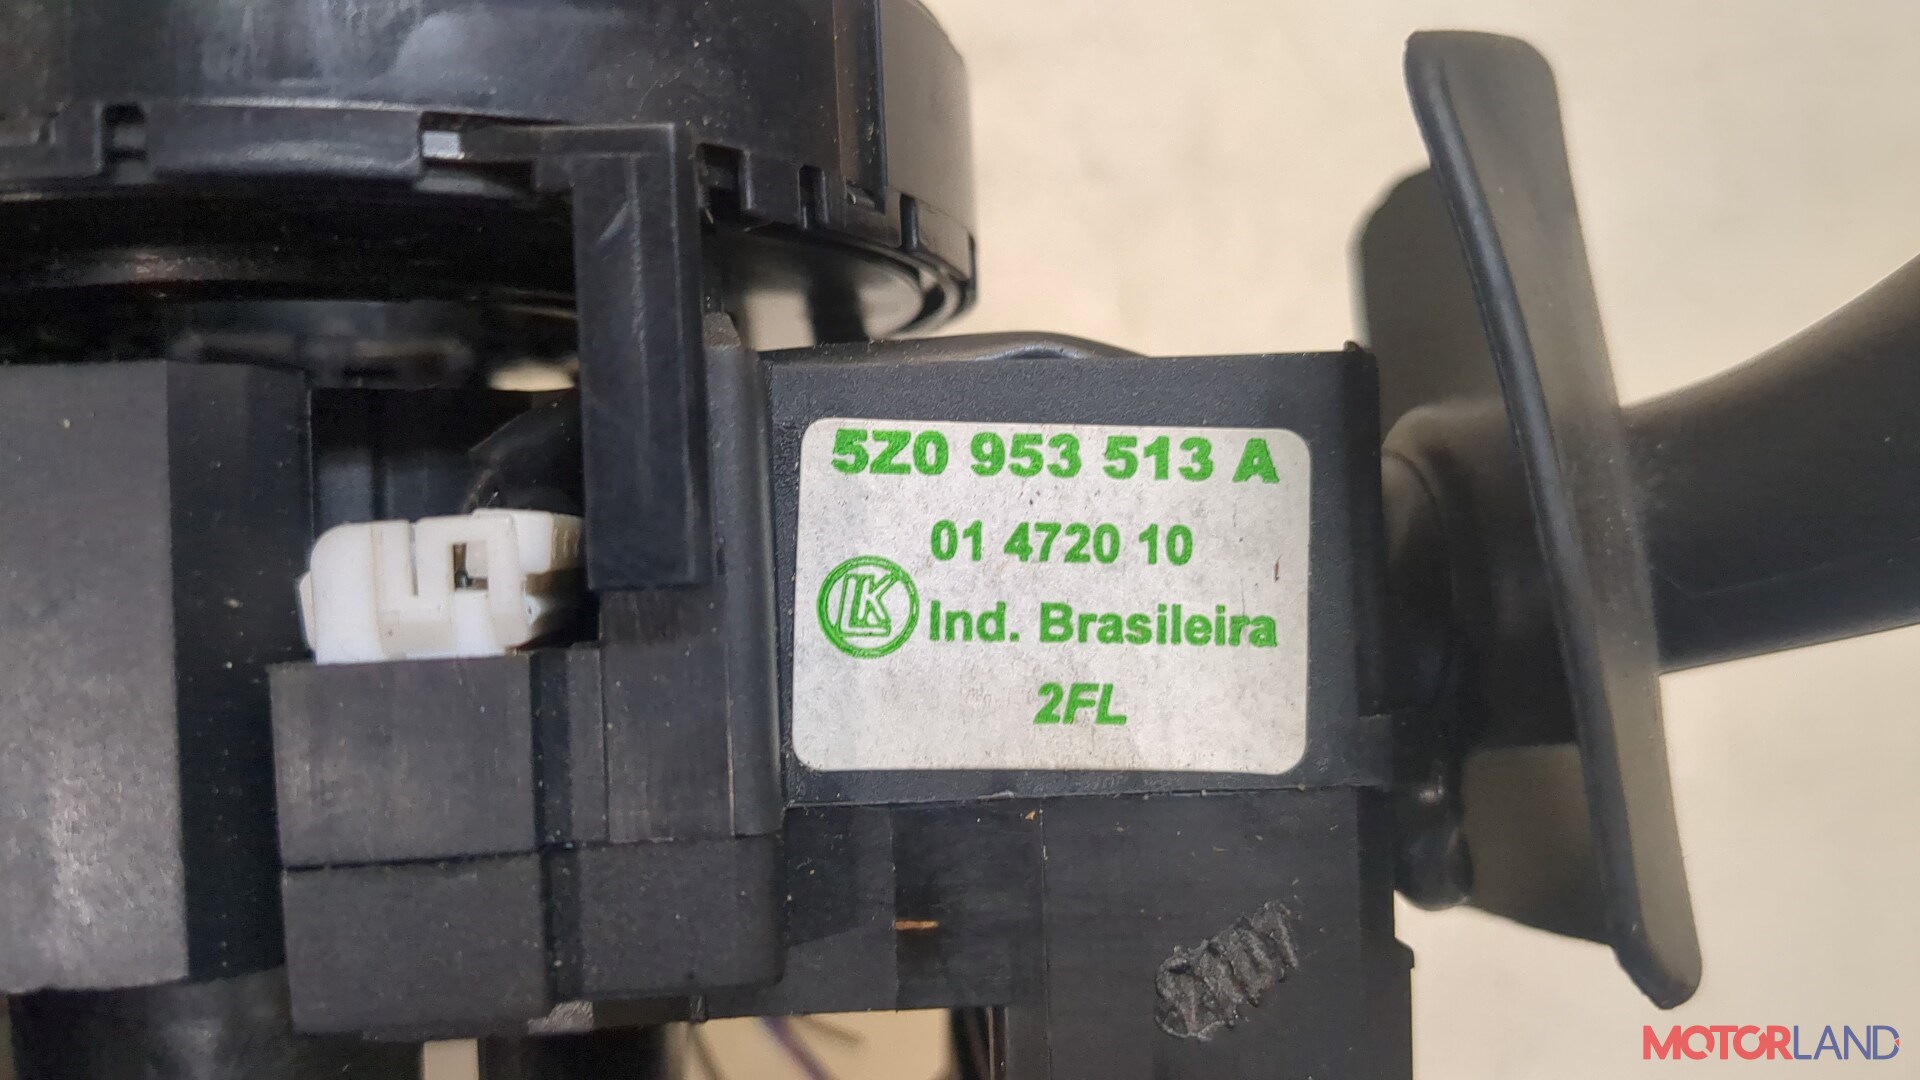 5Z0 953 513 A
01 4720 10
LK Ind. Brasileira
2FL
MOTORLAND